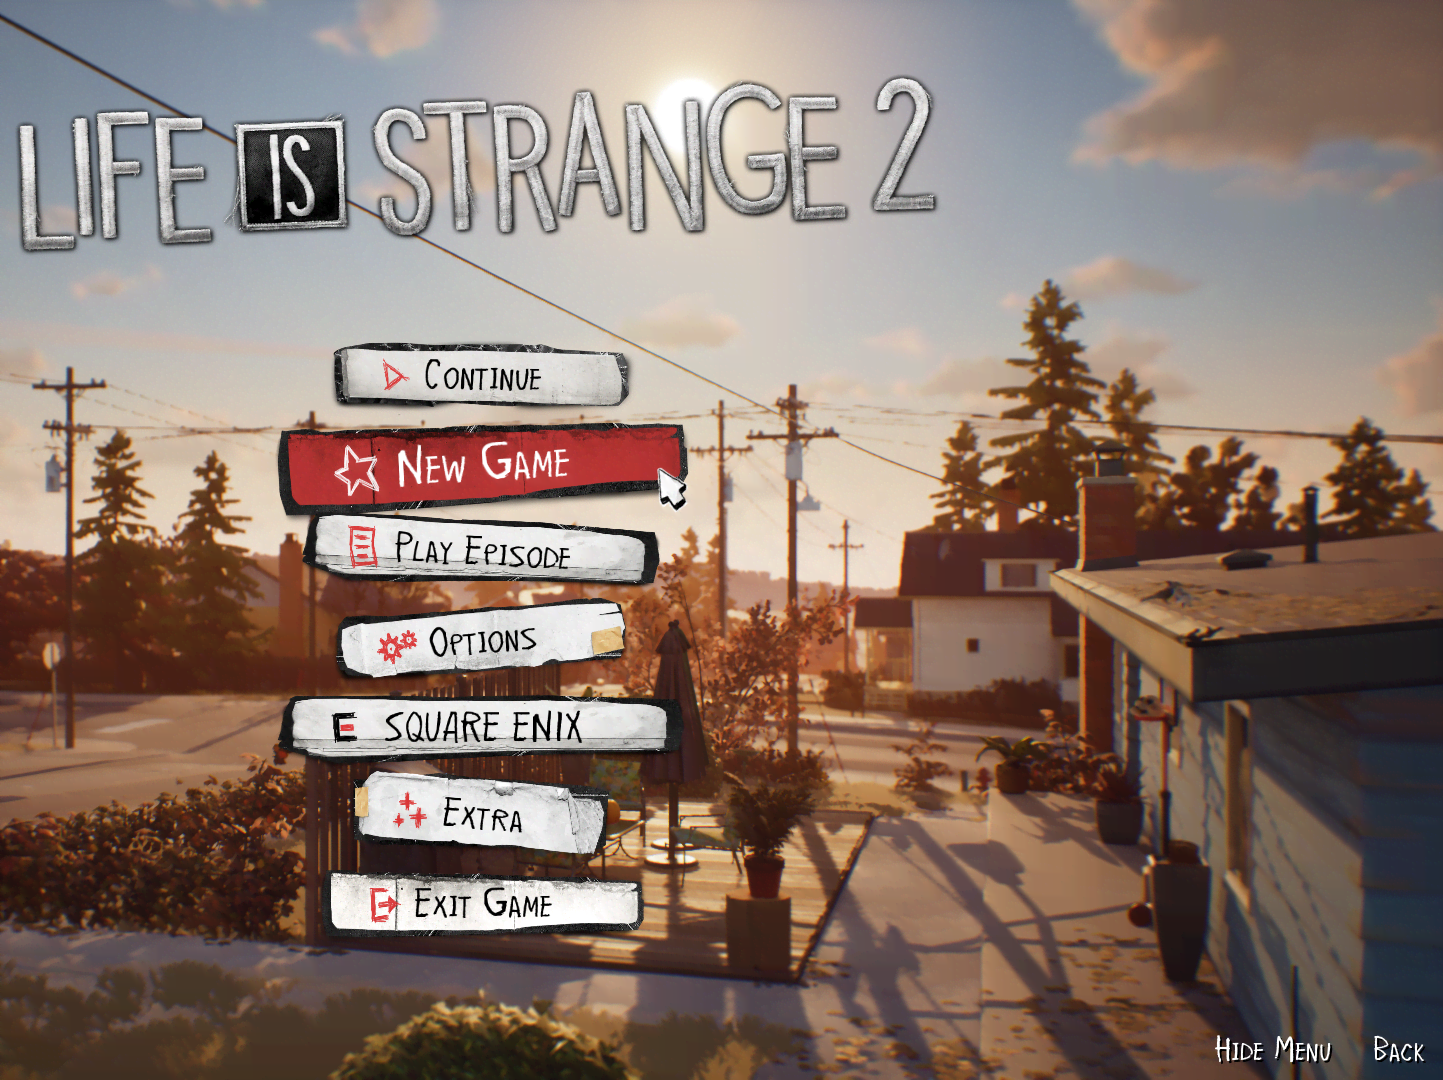 LIFE IS STRANGE 2
CONTINUE
NEW GAME
PLAY EPISODE
OPTIONS
SQUARE ENIX
EXTRA
EXIT GAME
HIDE MENU BACK